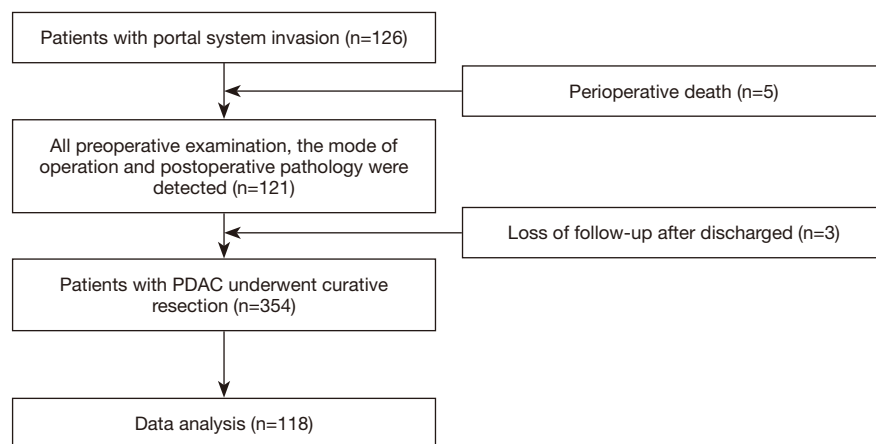 Patients with portal system invasion (n=126)
Perioperative death (n=5)
All preoperative examination, the mode of
operation and postoperative pathology were
detected (n=121)
Loss of follow-up after discharged (n=3)
Patients with PDAC underwent curative
resection (n=354)
Data analysis (n=118)